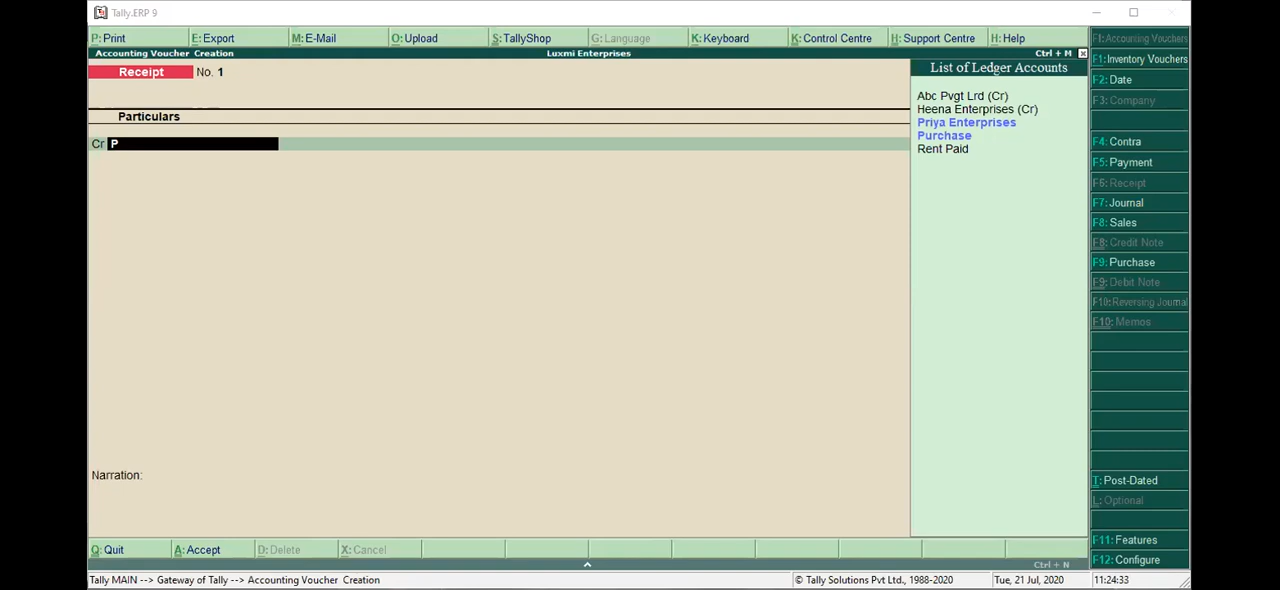 Tally.ERP 9
P: Print E: Export M: E-Mail O: Upload S: TallyShop G: Language K: Keyboard K: Control Centre H: Support Centre H: Help
Accounting Voucher Creation Luxmi Enterprises Ctrl + M
Receipt No. 1
Particulars
Cr P
Narration:
List of Ledger Accounts
Abc Pvgt Lrd (Cr)
Heena Enterprises (Cr)
Priya Enterprises
Purchase
Rent Paid
F1: Accounting Vouchers
F1: Inventory Vouchers
F2: Date
F3: Company
F4: Contra
F5: Payment
F6: Receipt
F7: Journal
F8: Sales
F8: Credit Note
F9: Purchase
F9: Debit Note
F10: Reversing Journal
F10: Memos
T: Post-Dated
L: Optional
F11: Features
F12: Configure
Q: Quit A: Accept D: Delete X: Cancel
Ctrl + N
Tally MAIN --> Gateway of Tally --> Accounting Voucher Creation © Tally Solutions Pvt Ltd., 1988-2020 Tue, 21 Jul, 2020 11:24:33